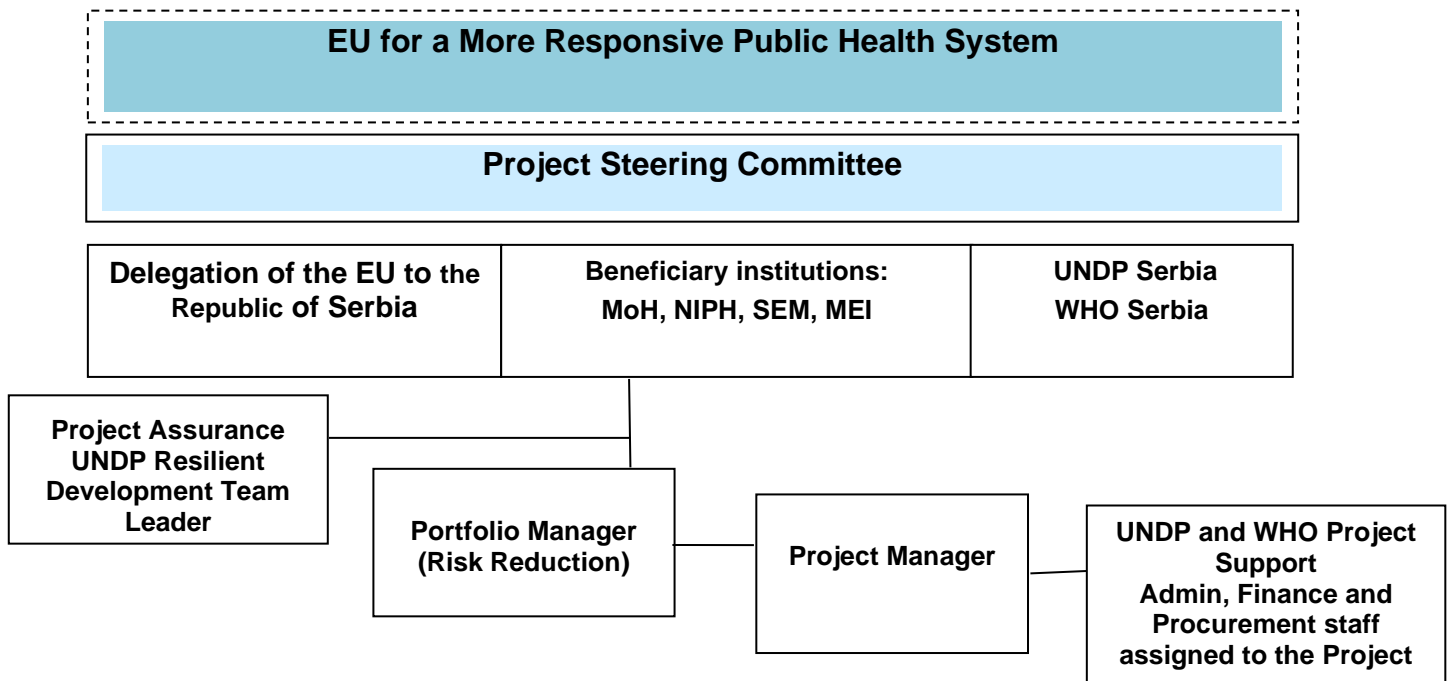 EU for a More Responsive Public Health System
Project Steering Committee
Delegation of the EU to the
Republic of Serbia
Beneficiary institutions:
MoH, NIPH, SEM, MEI
UNDP Serbia
WHO Serbia
Project Assurance
UNDP Resilient
Development Team
Leader
Portfolio Manager
(Risk Reduction)
Project Manager
UNDP and WHO Project
Support
Admin, Finance and
Procurement staff
assigned to the Project